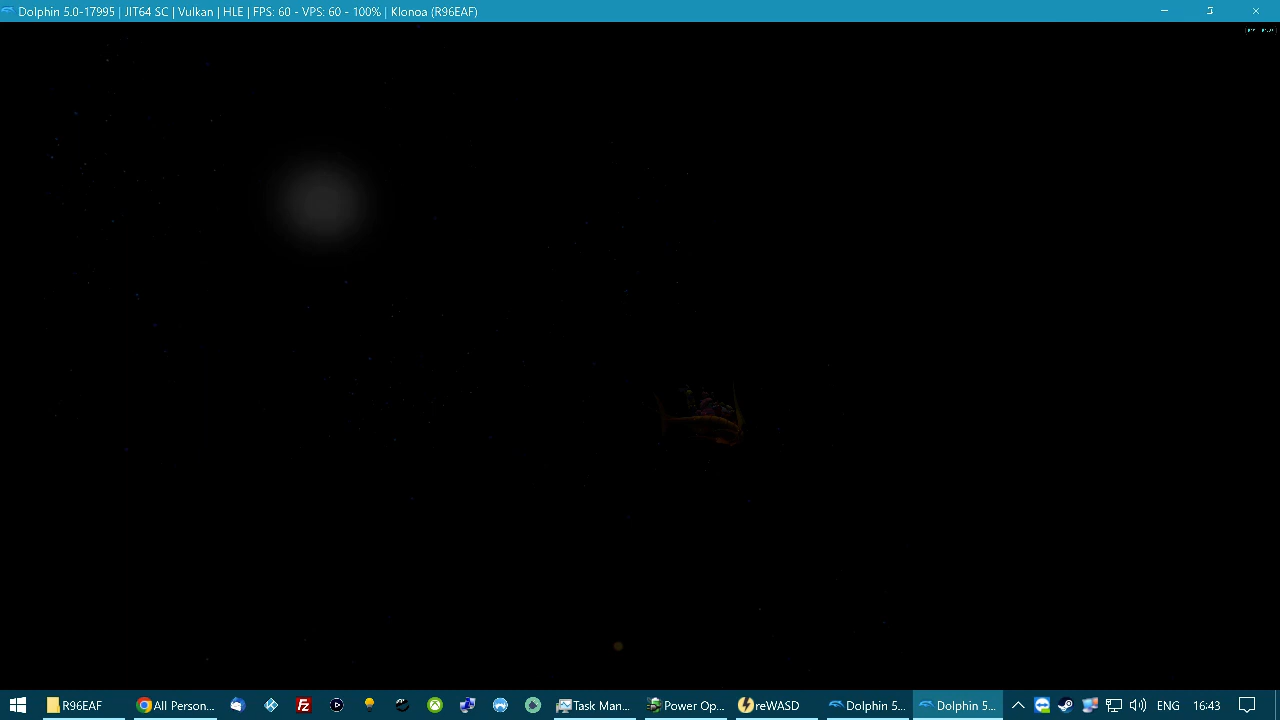 Dolphin 5.0-17995 | JIT64 SC | Vulkan | HLE | FPS: 60 - VPS: 60 - 100% | Klonoa (R96EAF)
R96EAF All Person... Task Man... Power Op... reWASD Dolphin 5... Dolphin 5... ENG 16:43